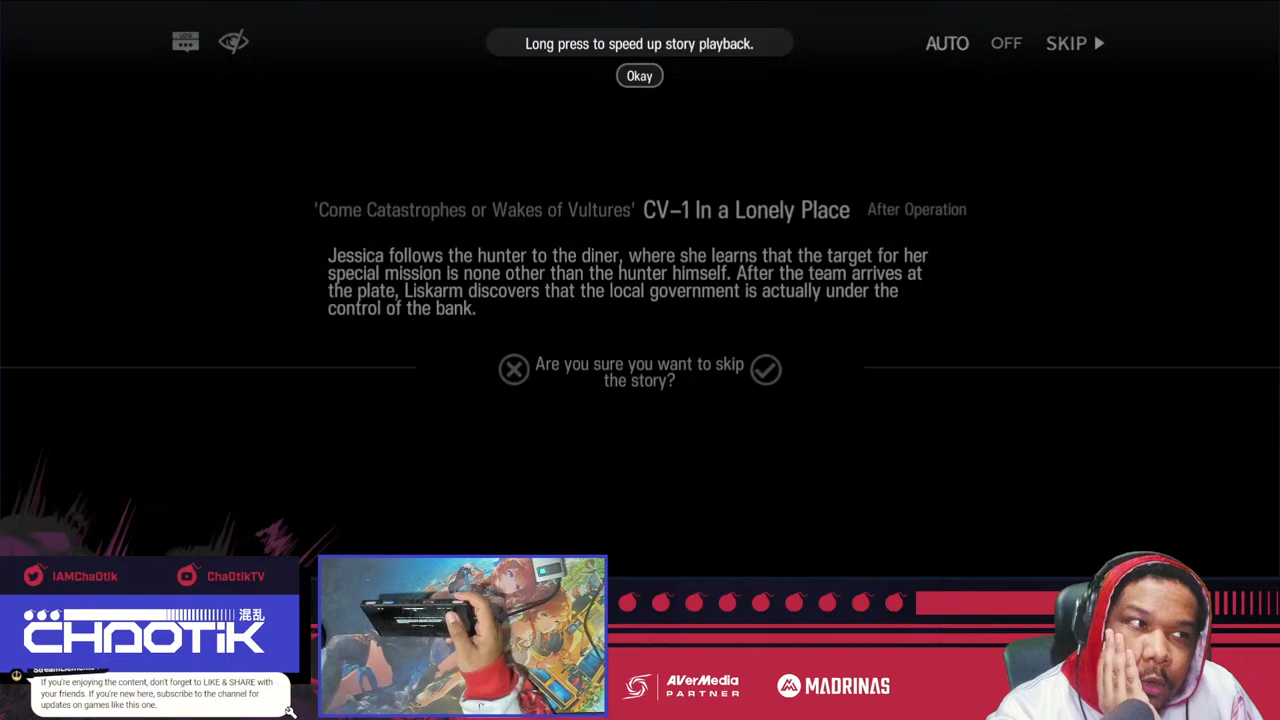 LOG
Long press to speed up story playback.
AUTO OFF SKIP
Okay
'Come Catastrophes or Wakes of Vultures' CV-1 In a Lonely Place After Operation
Jessica follows the hunter to the diner, where she learns that the target for her
special mission is none other than the hunter himself. After the team arrives at
the plate, Liskarm discovers that the local government is actually under the
control of the bank.
Are you sure you want to skip
the story?
IAMCha0tik Cha0tikTV
混乱
CHAOTIK
StreamElements
If you're enjoying the content, don't forget to LIKE & SHARE with
your friends. If you're new here, subscribe to the channel for
updates on games like this one.
AVerMedia
PARTNER
MADRINAS